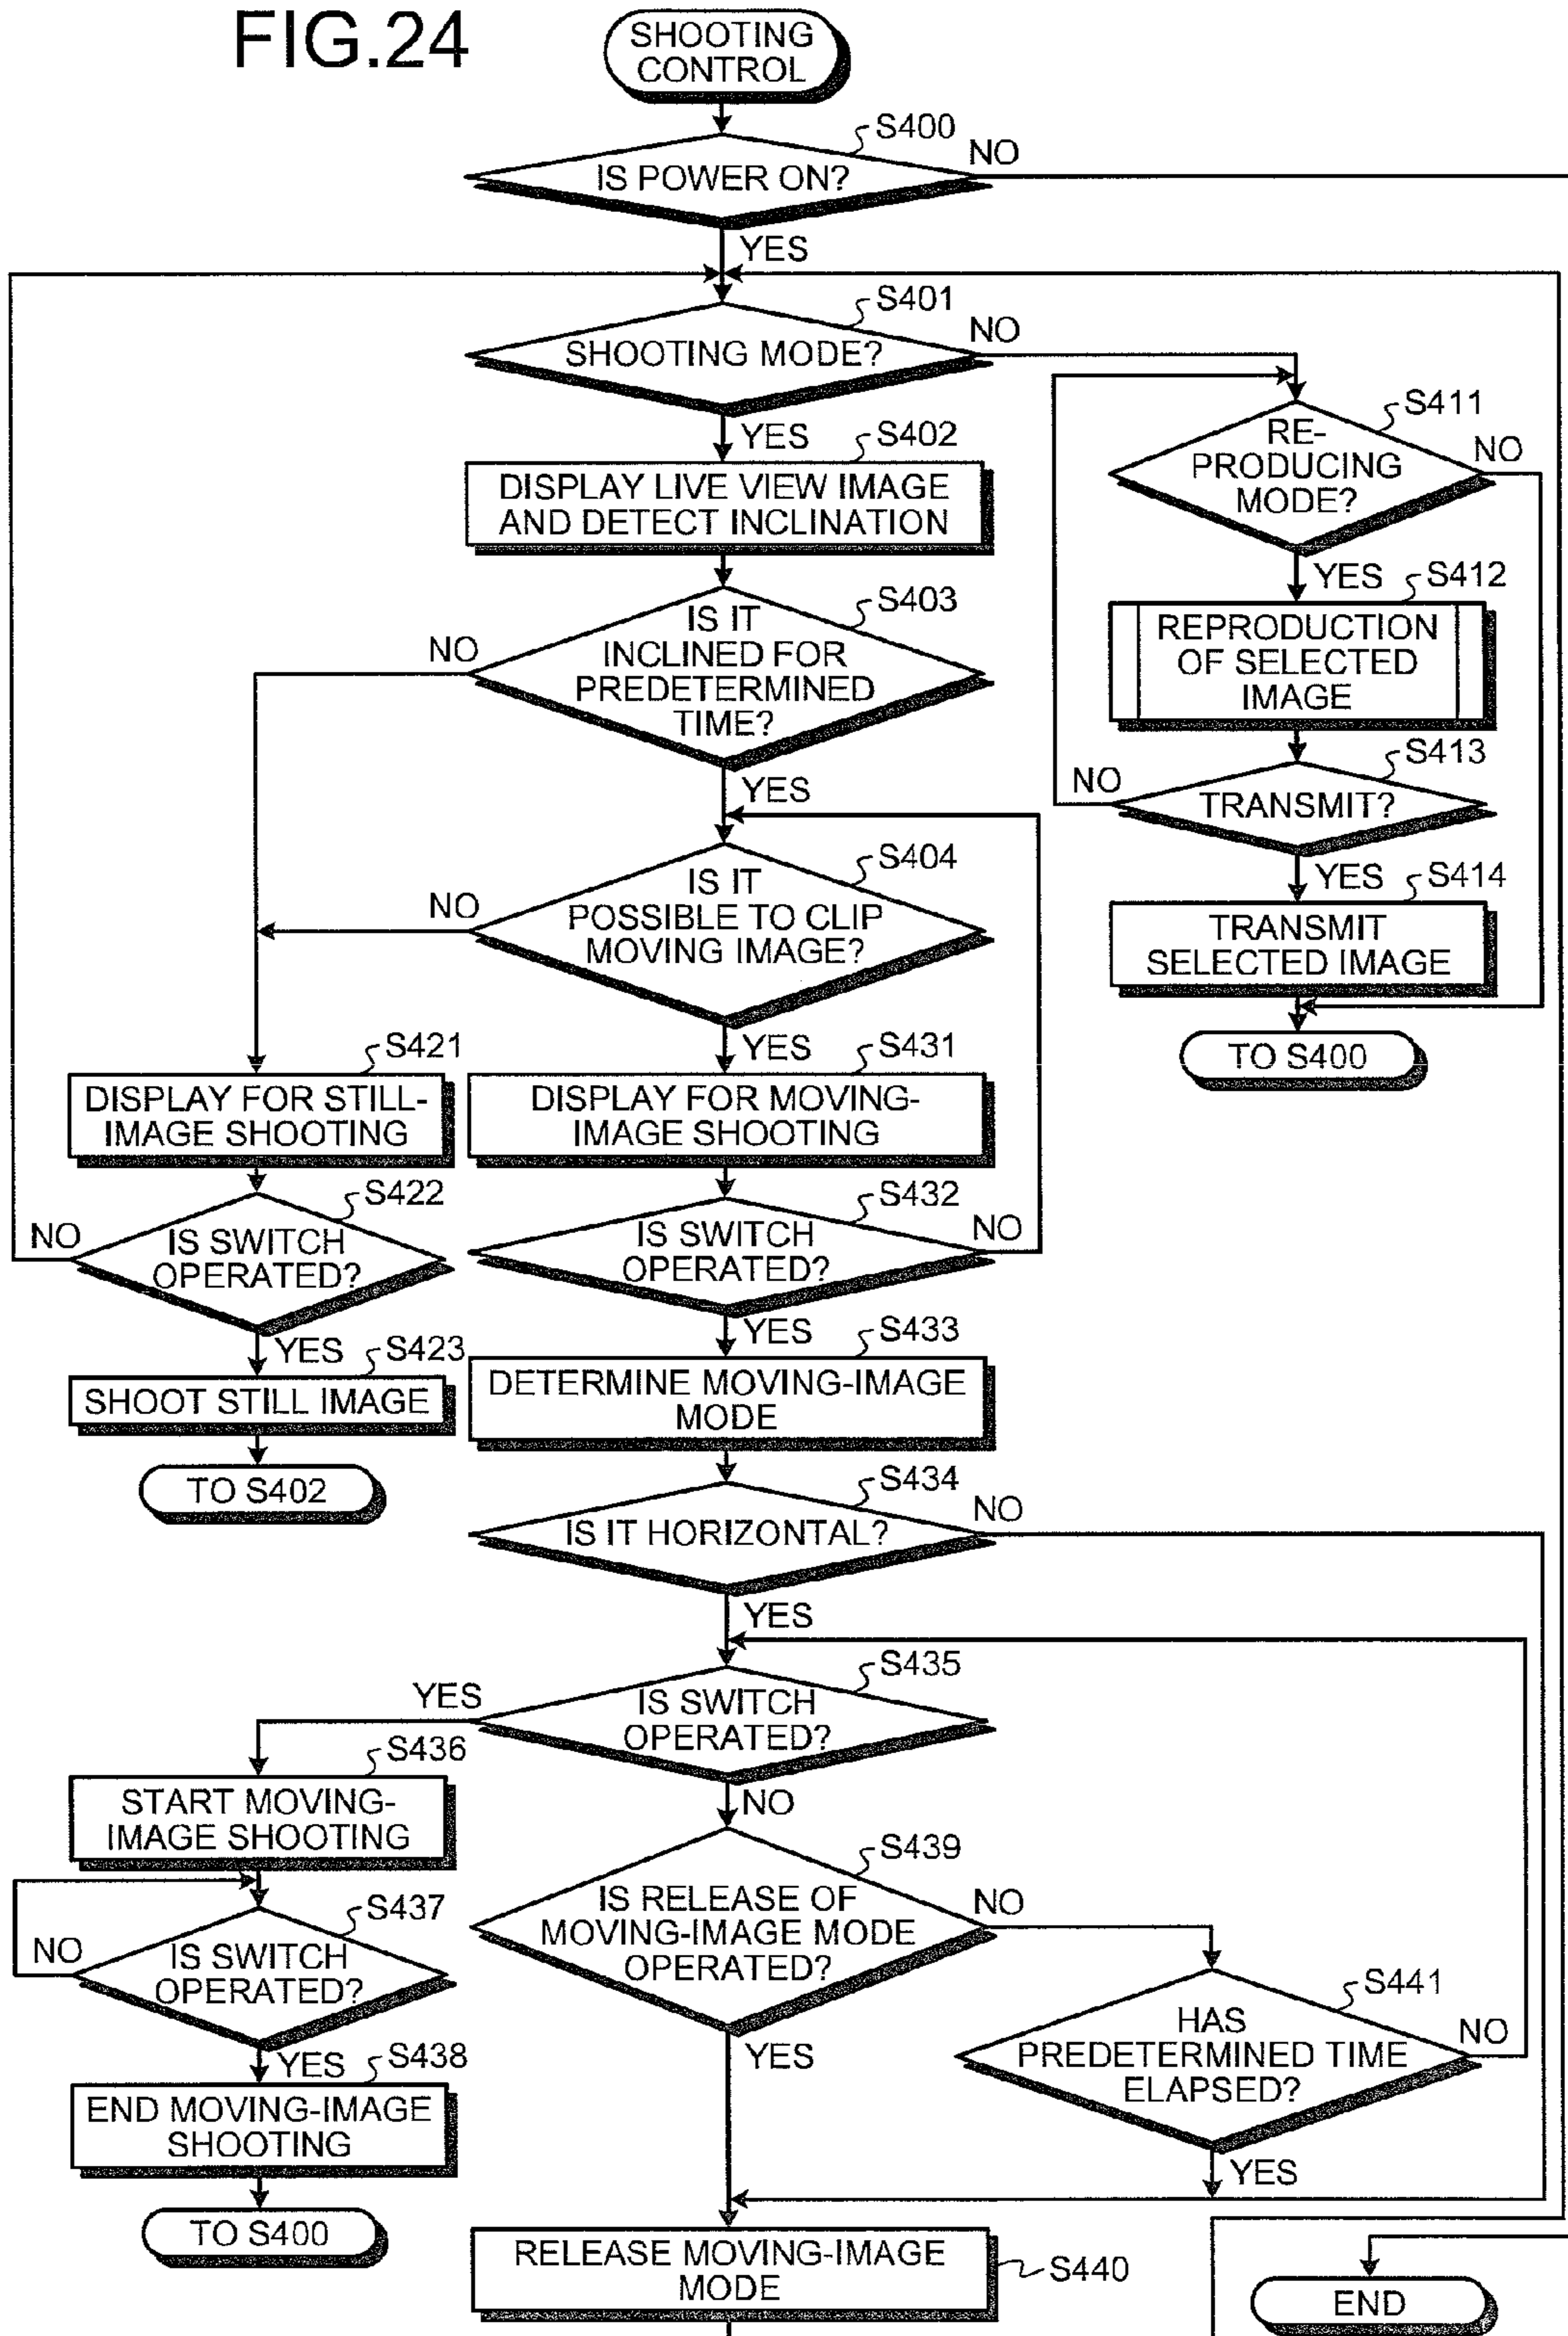 FIG.24
SHOOTING
CONTROL
S400
IS POWER ON?
NO
YES
S401
SHOOTING MODE?
NO
YES
S402
DISPLAY LIVE VIEW IMAGE
AND DETECT INCLINATION
S403
IS IT
INCLINED FOR
PREDETERMINED
TIME?
NO
YES
S404
IS IT
POSSIBLE TO CLIP
MOVING IMAGE?
NO
YES
S411
RE-
PRODUCING
MODE?
NO
YES
S412
REPRODUCTION
OF SELECTED
IMAGE
S413
TRANSMIT?
NO
YES
S414
TRANSMIT
SELECTED IMAGE
TO S400
S421
DISPLAY FOR STILL-
IMAGE SHOOTING
S422
IS SWITCH
OPERATED?
NO
YES
S423
SHOOT STILL IMAGE
TO S402
S431
DISPLAY FOR MOVING-
IMAGE SHOOTING
S432
IS SWITCH
OPERATED?
NO
YES
S433
DETERMINE MOVING-IMAGE
MODE
S434
IS IT HORIZONTAL?
NO
YES
S435
IS SWITCH
OPERATED?
YES
NO
S436
START MOVING-
IMAGE SHOOTING
S437
IS SWITCH
OPERATED?
NO
YES
S438
END MOVING-IMAGE
SHOOTING
TO S400
S439
IS RELEASE OF
MOVING-IMAGE MODE
OPERATED?
NO
YES
S441
HAS
PREDETERMINED TIME
ELAPSED?
NO
YES
RELEASE MOVING-IMAGE
MODE
S440
END